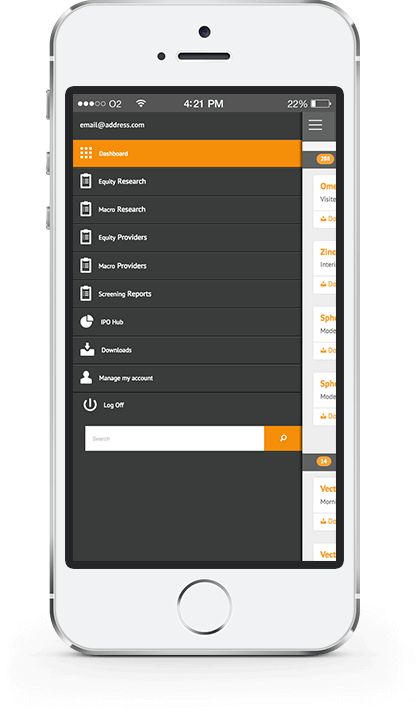 O2 4:21 PM 22%
email@address.com
Dashboard
288
Equity Research
Ome
Visite
Do
Macro Research
Equity Providers
Zinc
Macro Providers
Interi
Do
Screening Reports
IPO Hub
Sphe
Mode
Downloads
Do
Manage my account
Sphe
Mode
Log Off
Do
Search
14
Vect
Morn
Do
Vect